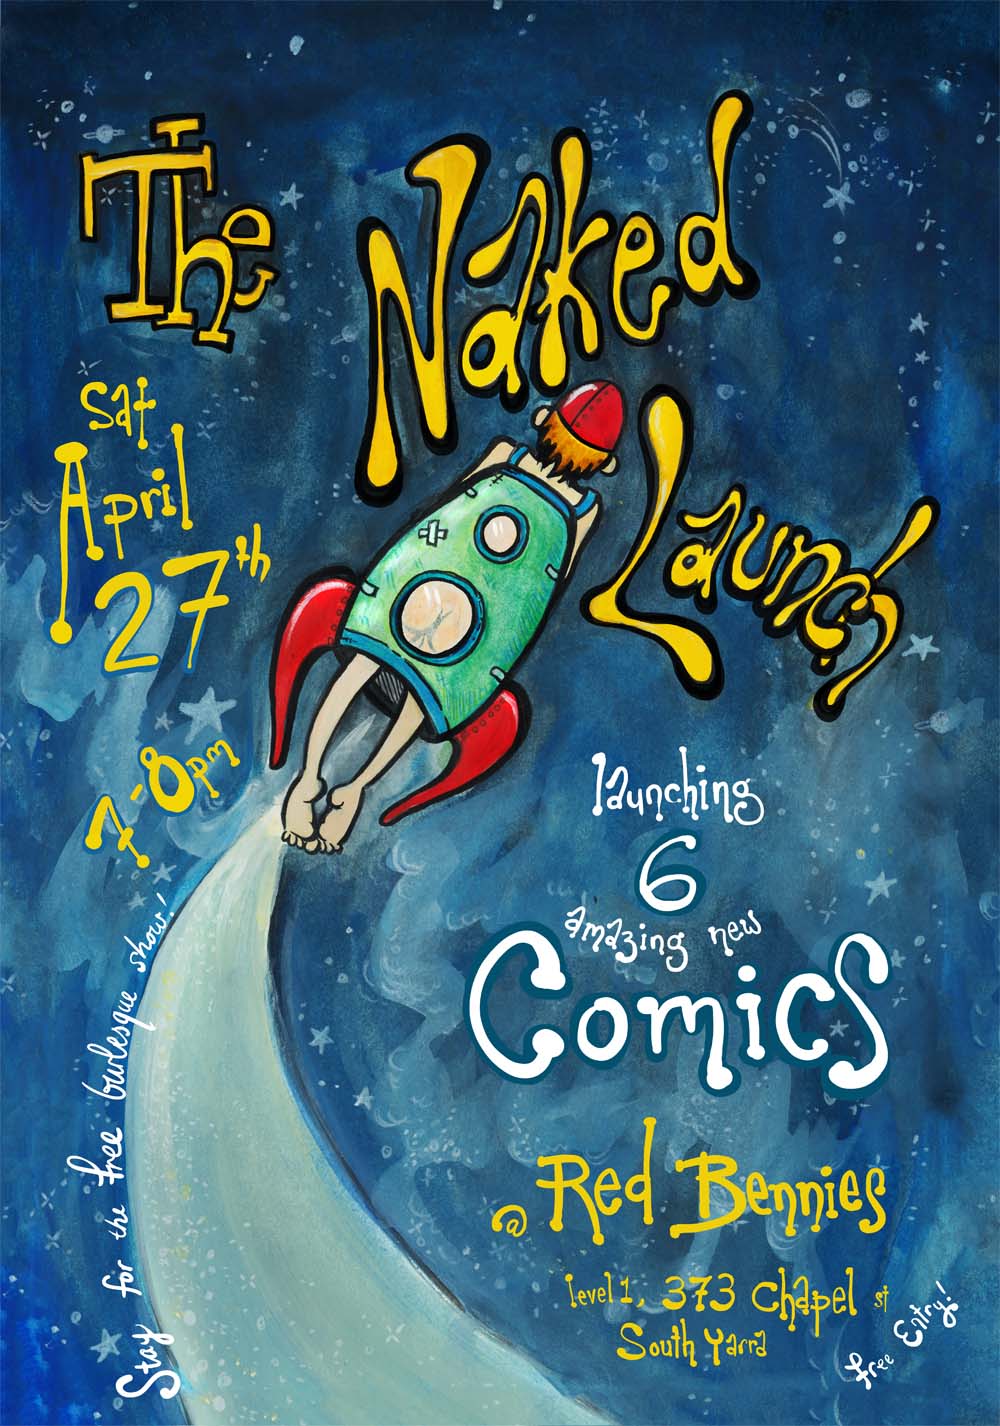 The
Naked
Launch
Sat
April
27th
7-8pm
launching
6
amazing new
Comics
@ Red Bennies
level 1, 373 Chapel st
South Yarra
Free Entry!
Stay for the free burlesque show!